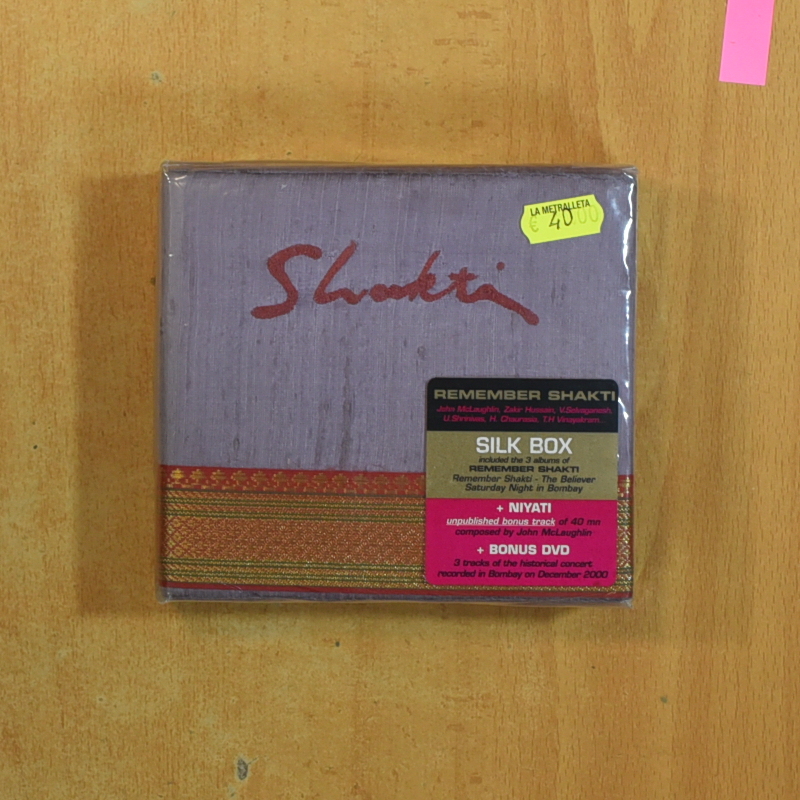 LA METRALLETA
€ 40,00
Shakti
REMEMBER SHAKTI
John McLaughlin, Zakir Hussain, V.Selvaganesh,
U.Shrinivas, H. Chaurasia, T.H Vinayakram...
SILK BOX
included the 3 albums of
REMEMBER SHAKTI
Remember Shakti - The Believer
Saturday Night in Bombay
+ NIYATI
unpublished bonus track of 40 mn
composed by John McLaughlin
+ BONUS DVD
3 tracks of the historical concert
recorded in Bombay on December 2000